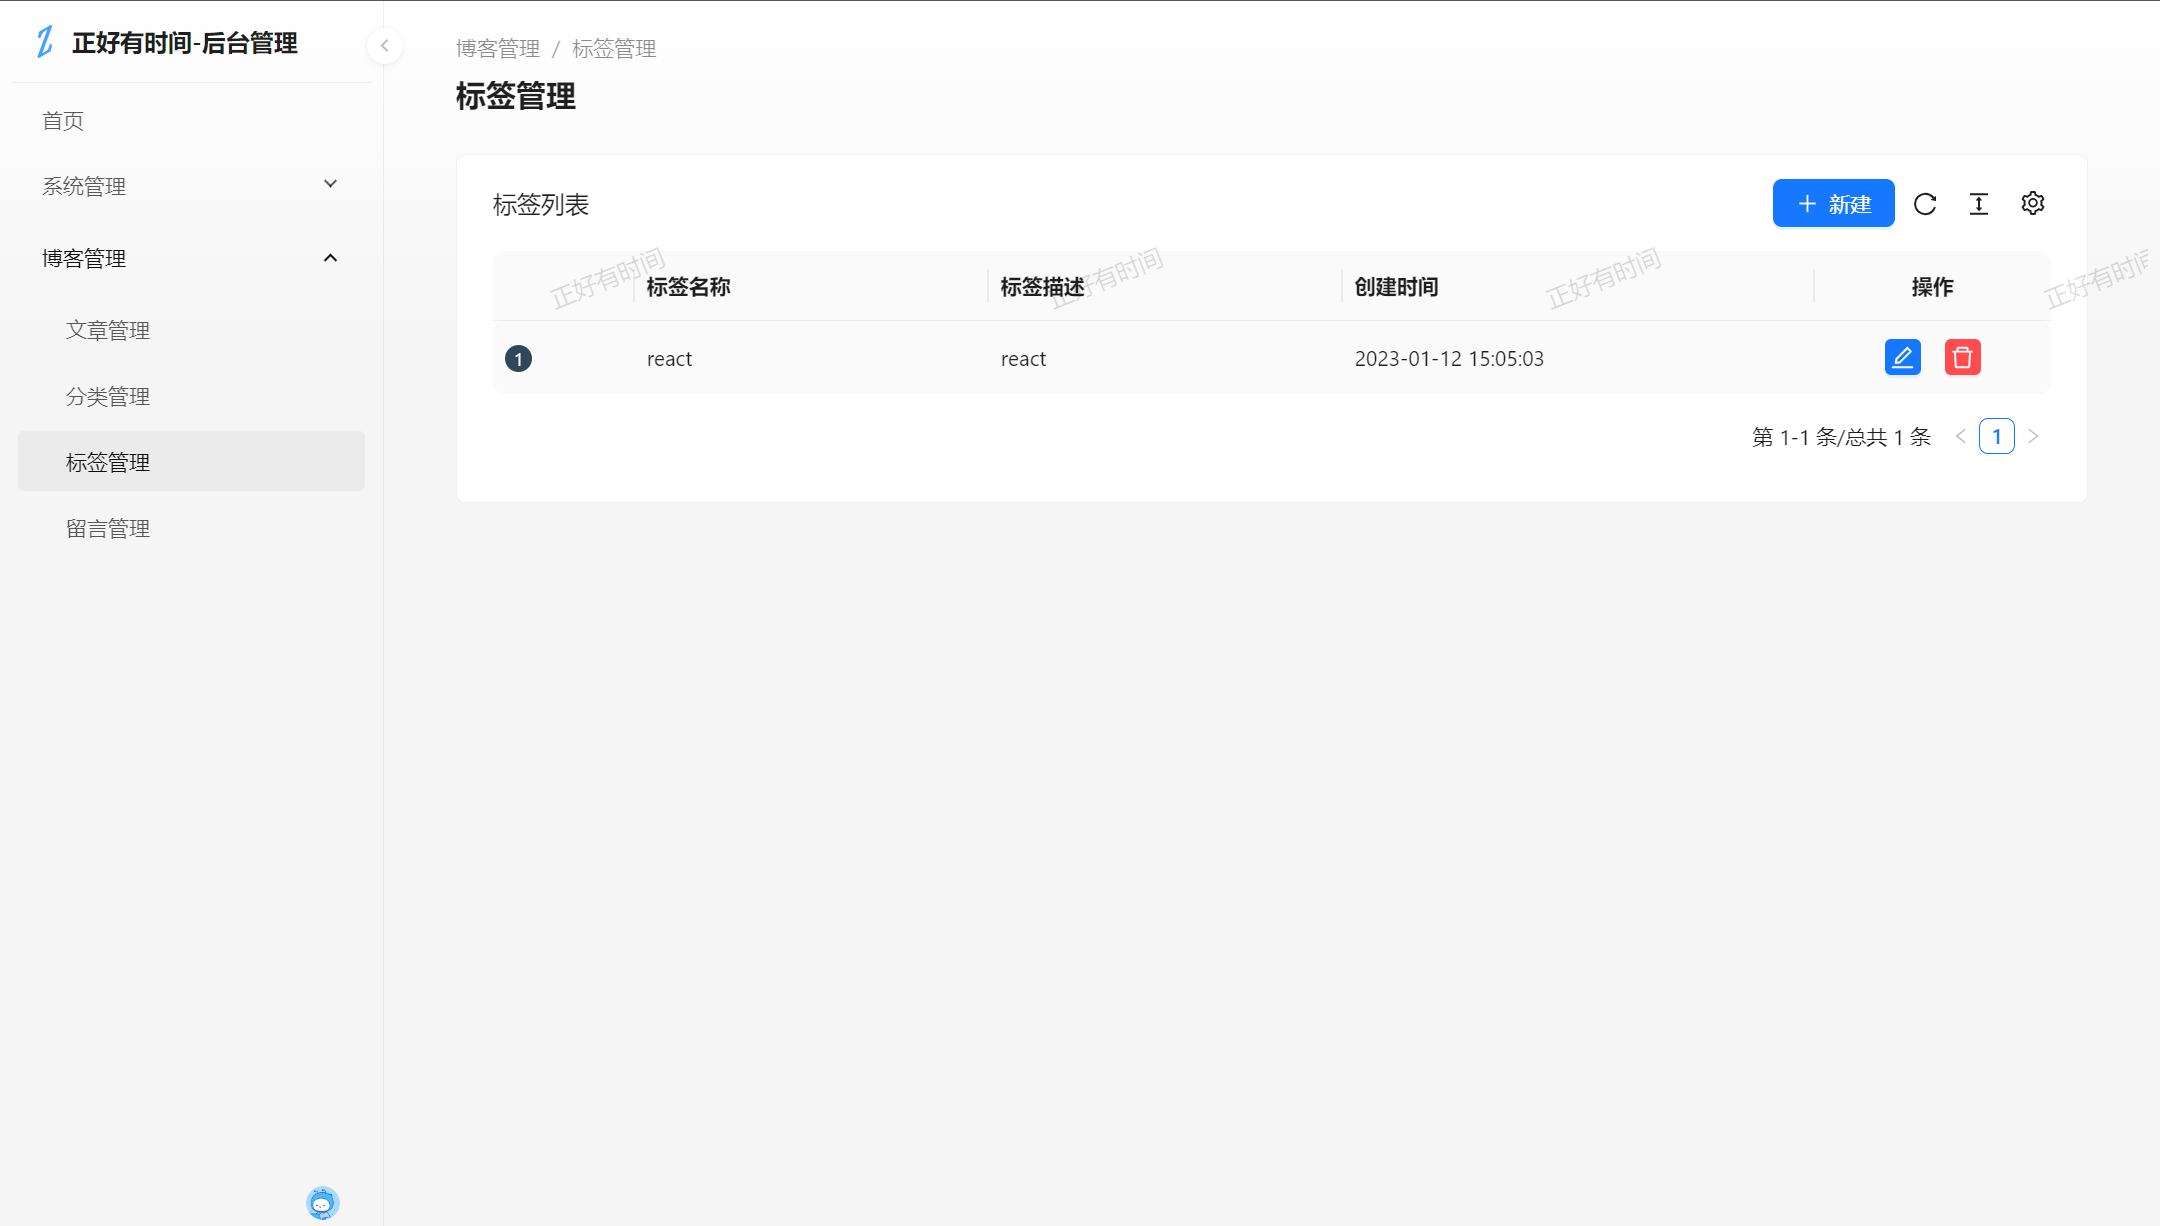 正好有时间-后台管理
首页
系统管理
博客管理
文章管理
分类管理
标签管理
留言管理
博客管理 / 标签管理
标签管理
标签列表
新建
标签名称 标签描述 创建时间 操作
正好有时间 正好有时间 正好有时间 正好有时间
1 react react 2023-01-12 15:05:03
第 1-1 条/总共 1 条 1